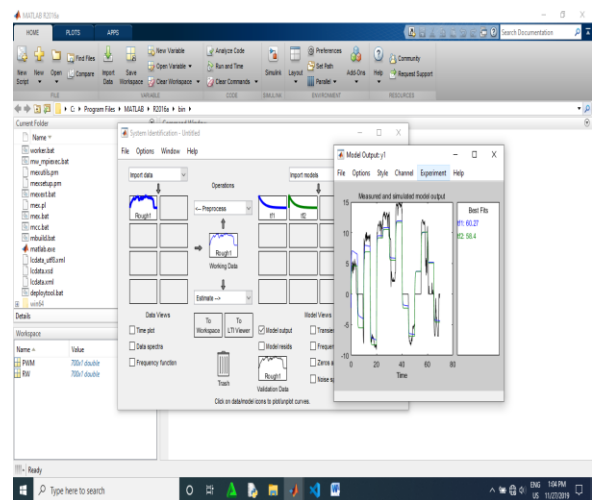 MATLAB R2016a
HOME PLOTS APPS
Search Documentation
New Script
New
Open
Find Files
Compare
Import Data
Save Workspace
New Variable
Open Variable
Clear Workspace
Analyze Code
Run and Time
Clear Commands
Simulink
Layout
Preferences
Set Path
Parallel
Add-Ons
Help
Community
Request Support
FILE VARIABLE CODE SIMULINK ENVIRONMENT RESOURCES
C: Program Files MATLAB R2016a bin
Current Folder
Name
worker.bat
mw_mpiexec.bat
mexutils.pm
mexsetup.pm
mexext.bat
mex.pl
mex.bat
mcc.bat
mbuild.bat
matlab.exe
lcdata_utf8.xml
lcdata.xsd
lcdata.xml
deploytool.bat
win64
Details
Workspace
Name Value
PWM 700x1 double
RW 700x1 double
System Identification - Untitled
File Options Window Help
Import data
Operations
Import models
<-- Preprocess
Rough1
tf1 tf2
Rough1
Working Data
Estimate -->
Data Views
To Workspace
To LTI Viewer
Model Views
Time plot
Data spectra
Frequency function
Model output
Model resids
Trash
Rough1
Validation Data
Click on data/model icons to plot/unplot curves.
Model Output: y1
File Options Style Channel Experiment Help
Measured and simulated model output
15
10
5
0
-5
-10
0 20 40 60 80
Time
Best Fits
tf1: 60.27
tf2: 58.4
Ready
Type here to search
ENG
US
1:04 PM
11/27/2019